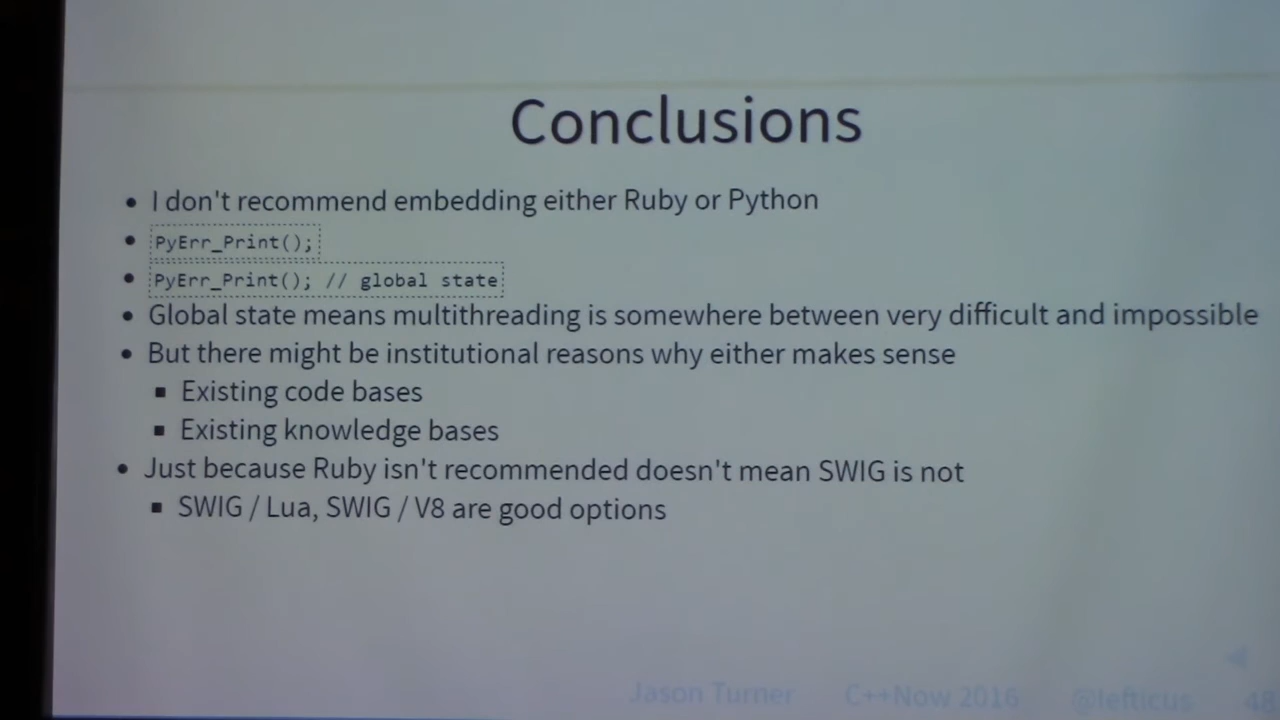 Conclusions
I don't recommend embedding either Ruby or Python
PyErr_Print();
PyErr_Print(); // global state
Global state means multithreading is somewhere between very difficult and impossible
But there might be institutional reasons why either makes sense
Existing code bases
Existing knowledge bases
Just because Ruby isn't recommended doesn't mean SWIG is not
SWIG / Lua, SWIG / V8 are good options
Jason Turner C++Now 2016 @lefticus 48